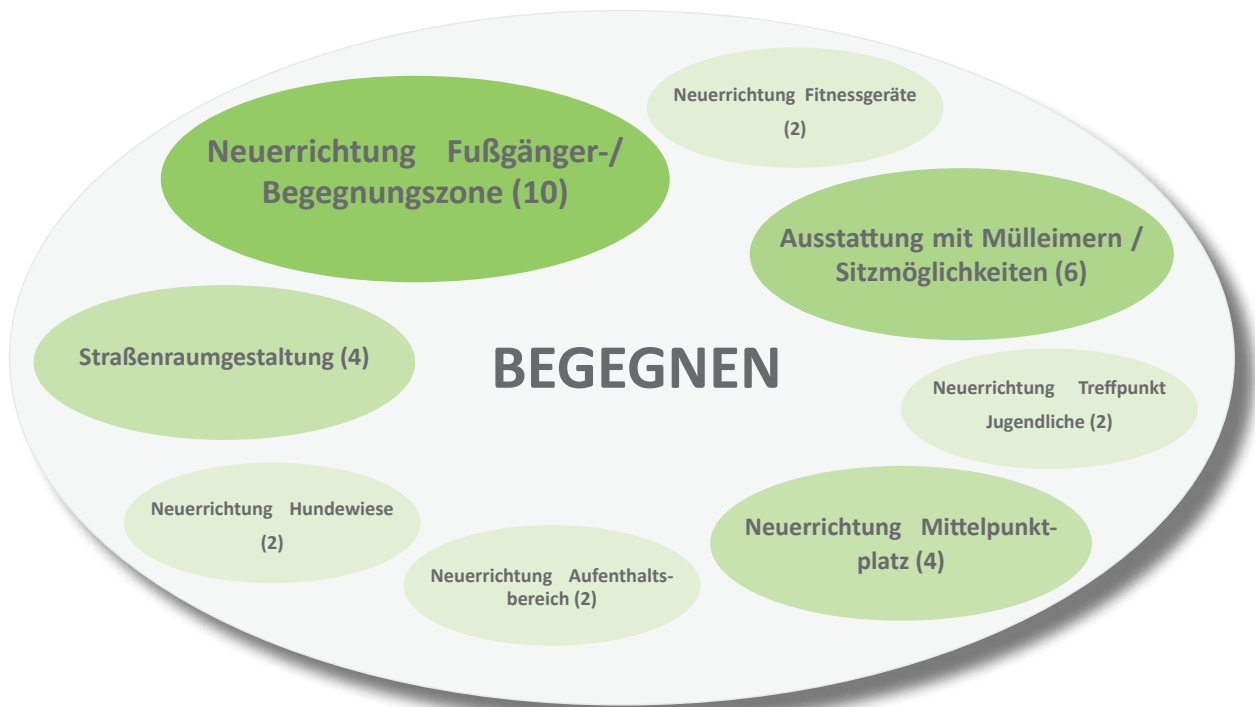 Neuerrichtung Fitnessgeräte
(2)
Neuerrichtung Fußgänger-/
Begegnungszone (10)
Ausstattung mit Mülleimern /
Sitzmöglichkeiten (6)
Straßenraumgestaltung (4)
BEGEGNEN
Neuerrichtung Treffpunkt
Jugendliche (2)
Neuerrichtung Hundewiese
(2)
Neuerrichtung Mittelpunkt-
platz (4)
Neuerrichtung Aufenthalts-
bereich (2)